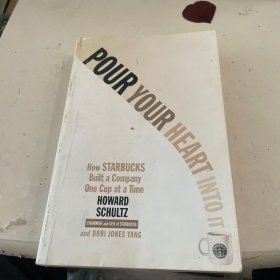 POUR YOUR HEART INTO IT
How STARBUCKS
Built a Company
One Cup at a Time
HOWARD
SCHULTZ
CHAIRMAN and CEO of STARBUCKS
and DORI JONES YANG